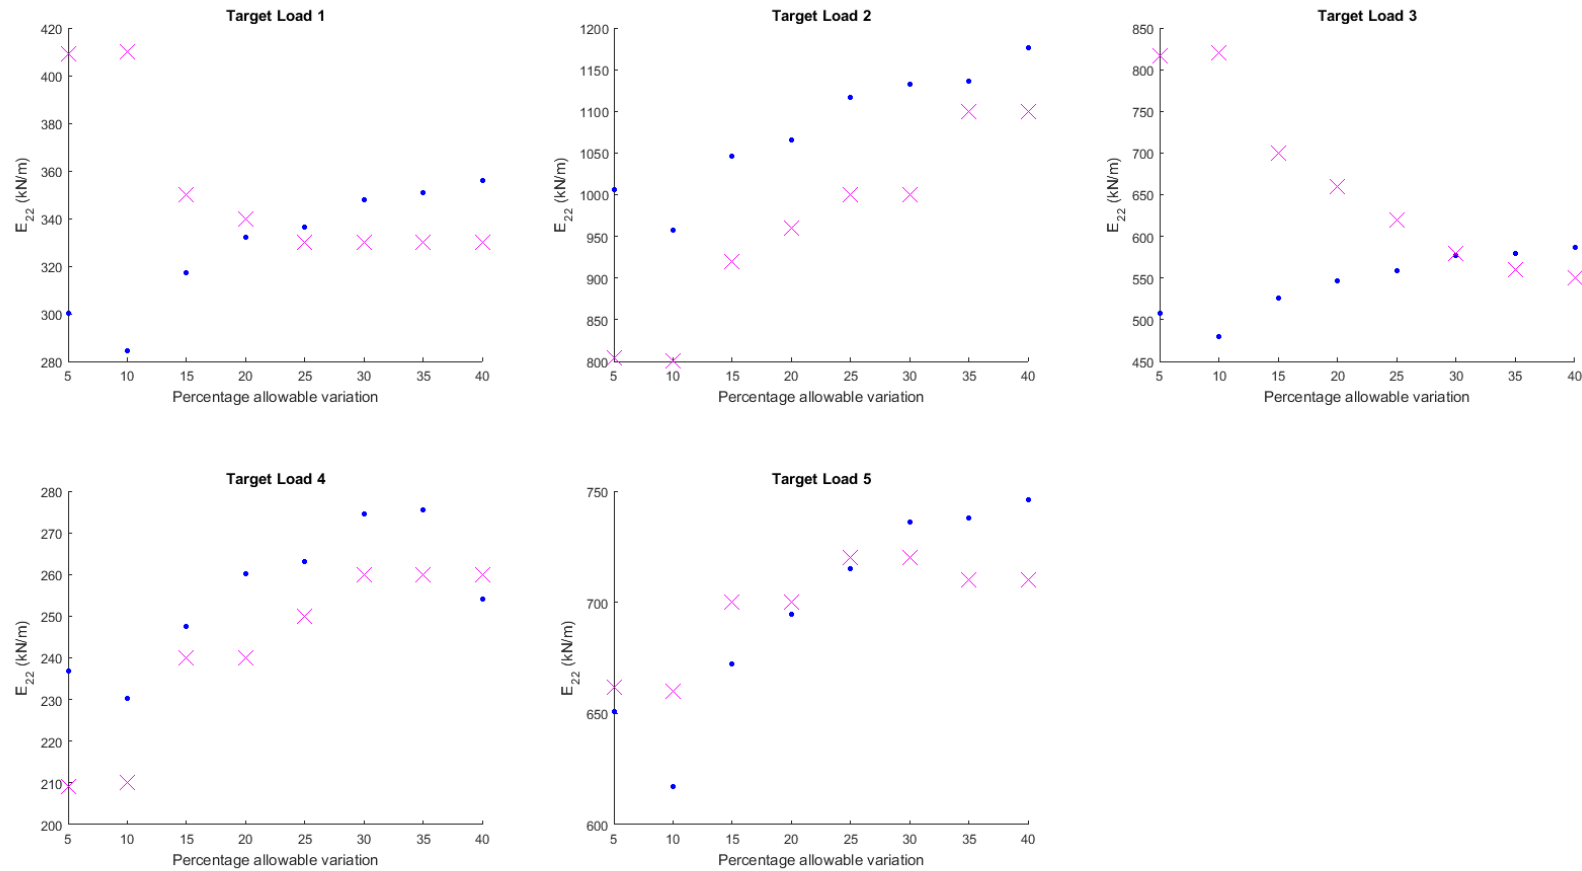 Target Load 1
420
400
380
360
340
320
300
280
E22 (kN/m)
5 10 15 20 25 30 35 40
Percentage allowable variation
Target Load 2
1200
1150
1100
1050
1000
950
900
850
800
E22 (kN/m)
5 10 15 20 25 30 35 40
Percentage allowable variation
Target Load 3
850
800
750
700
650
600
550
500
450
E22 (kN/m)
5 10 15 20 25 30 35 40
Percentage allowable variation
Target Load 4
280
270
260
250
240
230
220
210
200
E22 (kN/m)
5 10 15 20 25 30 35 40
Percentage allowable variation
Target Load 5
750
700
650
600
E22 (kN/m)
5 10 15 20 25 30 35 40
Percentage allowable variation